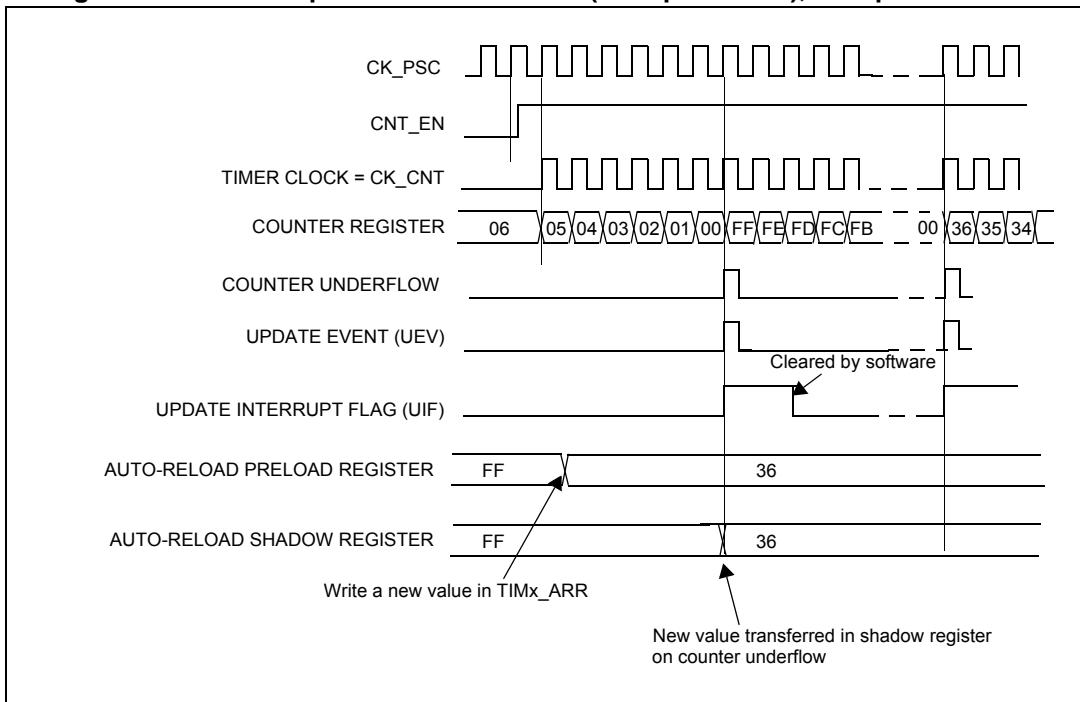 CK_PSC
CNT_EN
TIMER CLOCK = CK_CNT
COUNTER REGISTER 06 05 04 03 02 01 00 FF FE FD FC FB 00 36 35 34
COUNTER UNDERFLOW
UPDATE EVENT (UEV)
Cleared by software
UPDATE INTERRUPT FLAG (UIF)
AUTO-RELOAD PRELOAD REGISTER FF 36
AUTO-RELOAD SHADOW REGISTER FF 36
Write a new value in TIMx_ARR
New value transferred in shadow register
on counter underflow